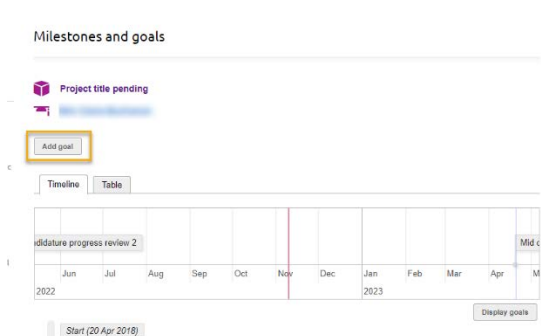 Milestones and goals
Project title pending
Add goal
Timeline Table
didature progress review 2 Mid c
Jun Jul Aug Sep Oct Nov Dec Jan Feb Mar Apr M
2022 2023
Display goals
Start (20 Apr 2018)